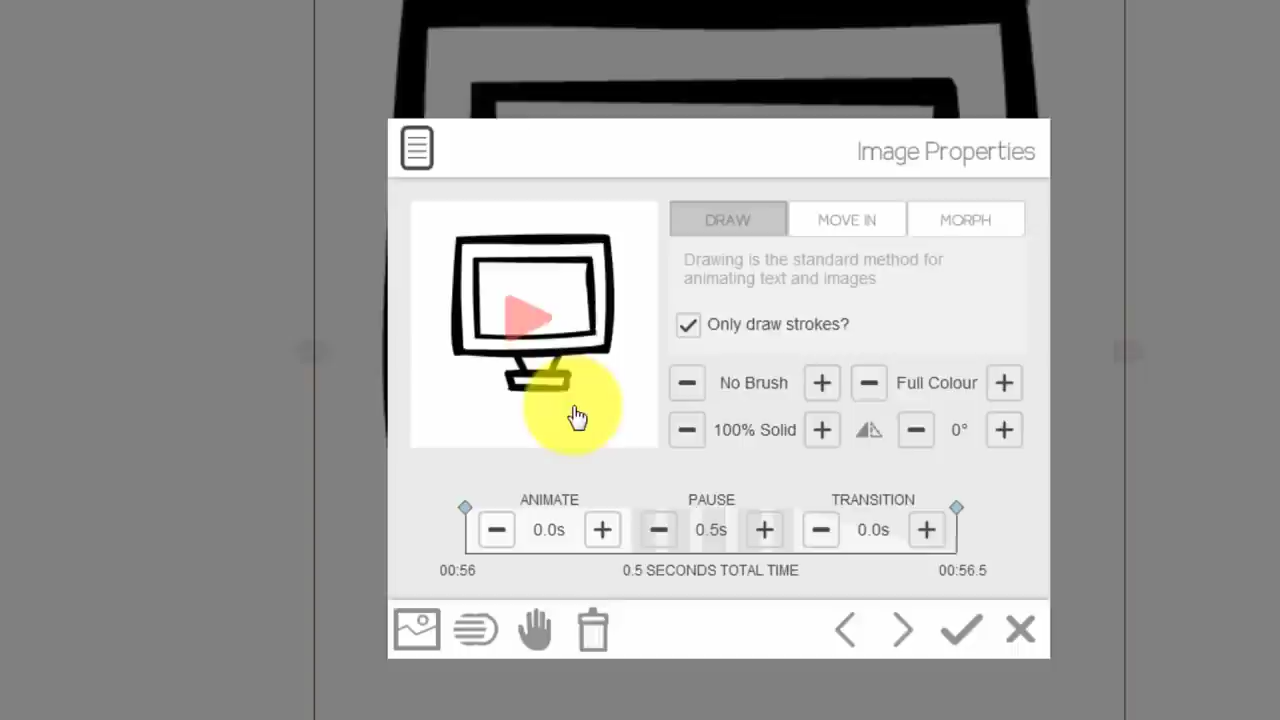 Image Properties
DRAW MOVE IN MORPH
Drawing is the standard method for
animating text and images
Only draw strokes?
No Brush Full Colour
100% Solid 0°
ANIMATE PAUSE TRANSITION
0.0s 0.5s 0.0s
00:56 0.5 SECONDS TOTAL TIME 00:56.5